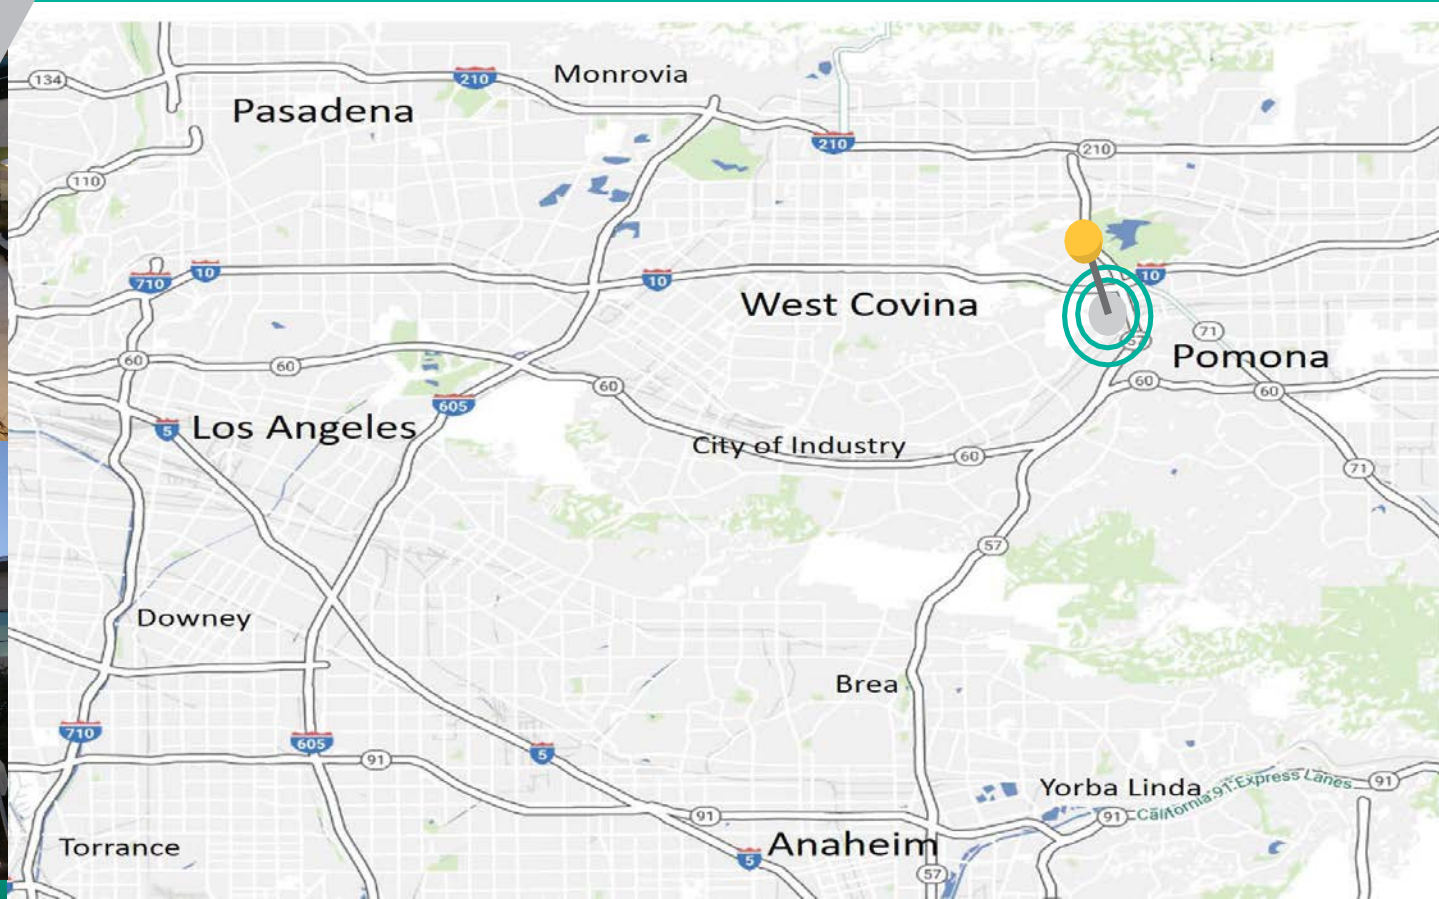 Monrovia
134
210
Pasadena
210
210
110
710
10
10
10
West Covina
71
57
Pomona
60
60
60
60
60
605
5
Los Angeles
City of Industry
60
71
57
Downey
Brea
710
605
5
91
Yorba Linda
California 91 Express Lanes
91
91
91
Torrance
Anaheim
5
57